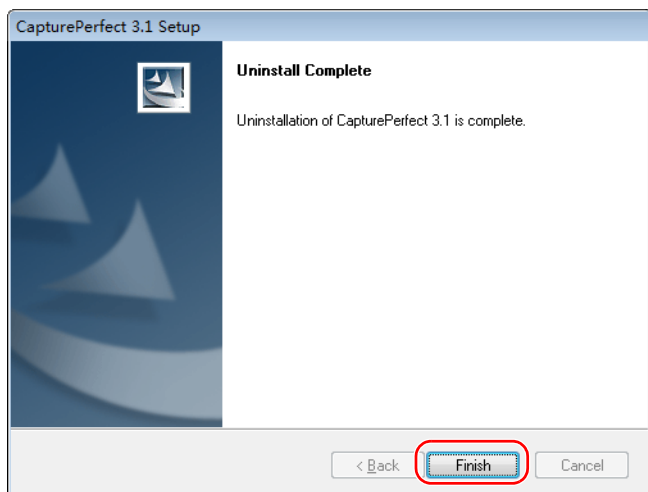 CapturePerfect 3.1 Setup
Uninstall Complete
Uninstallation of CapturePerfect 3.1 is complete.
< Back Finish Cancel